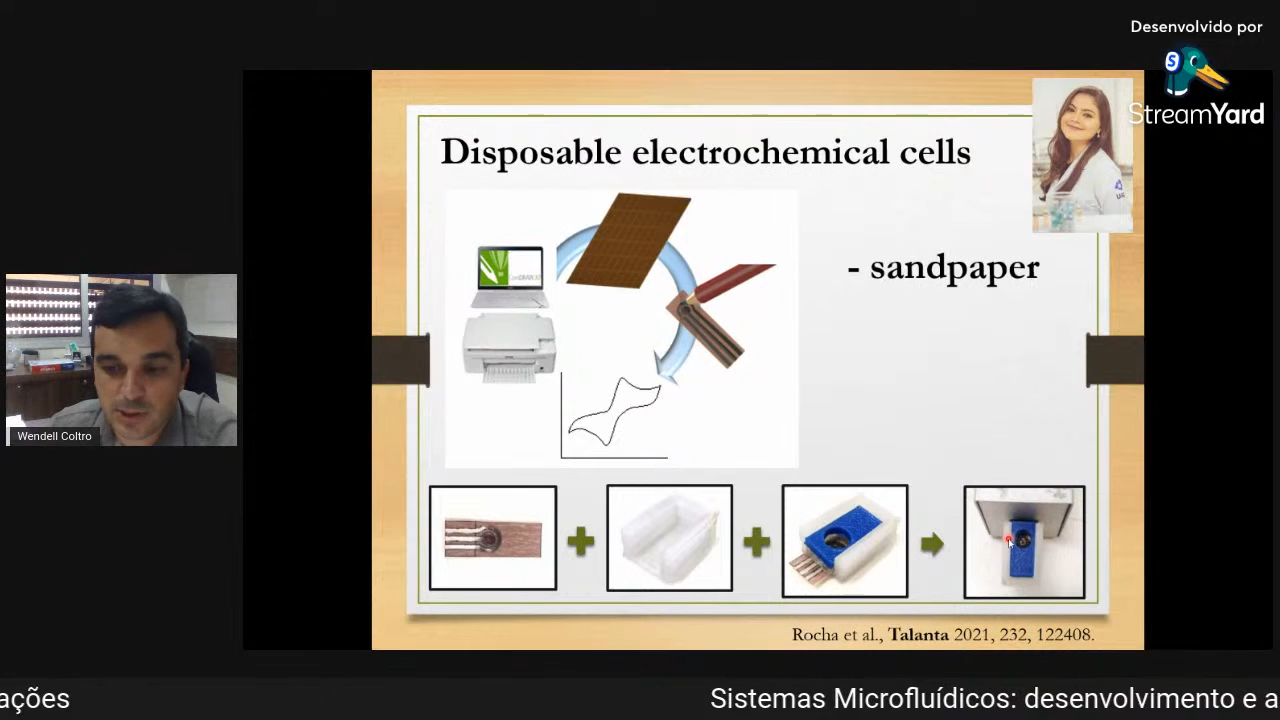 Desenvolvido por
StreamYard
Disposable electrochemical cells
- sandpaper
Wendell Coltro
Rocha et al., Talanta 2021, 232, 122408.
ações
Sistemas Microfluídicos: desenvolvimento e a